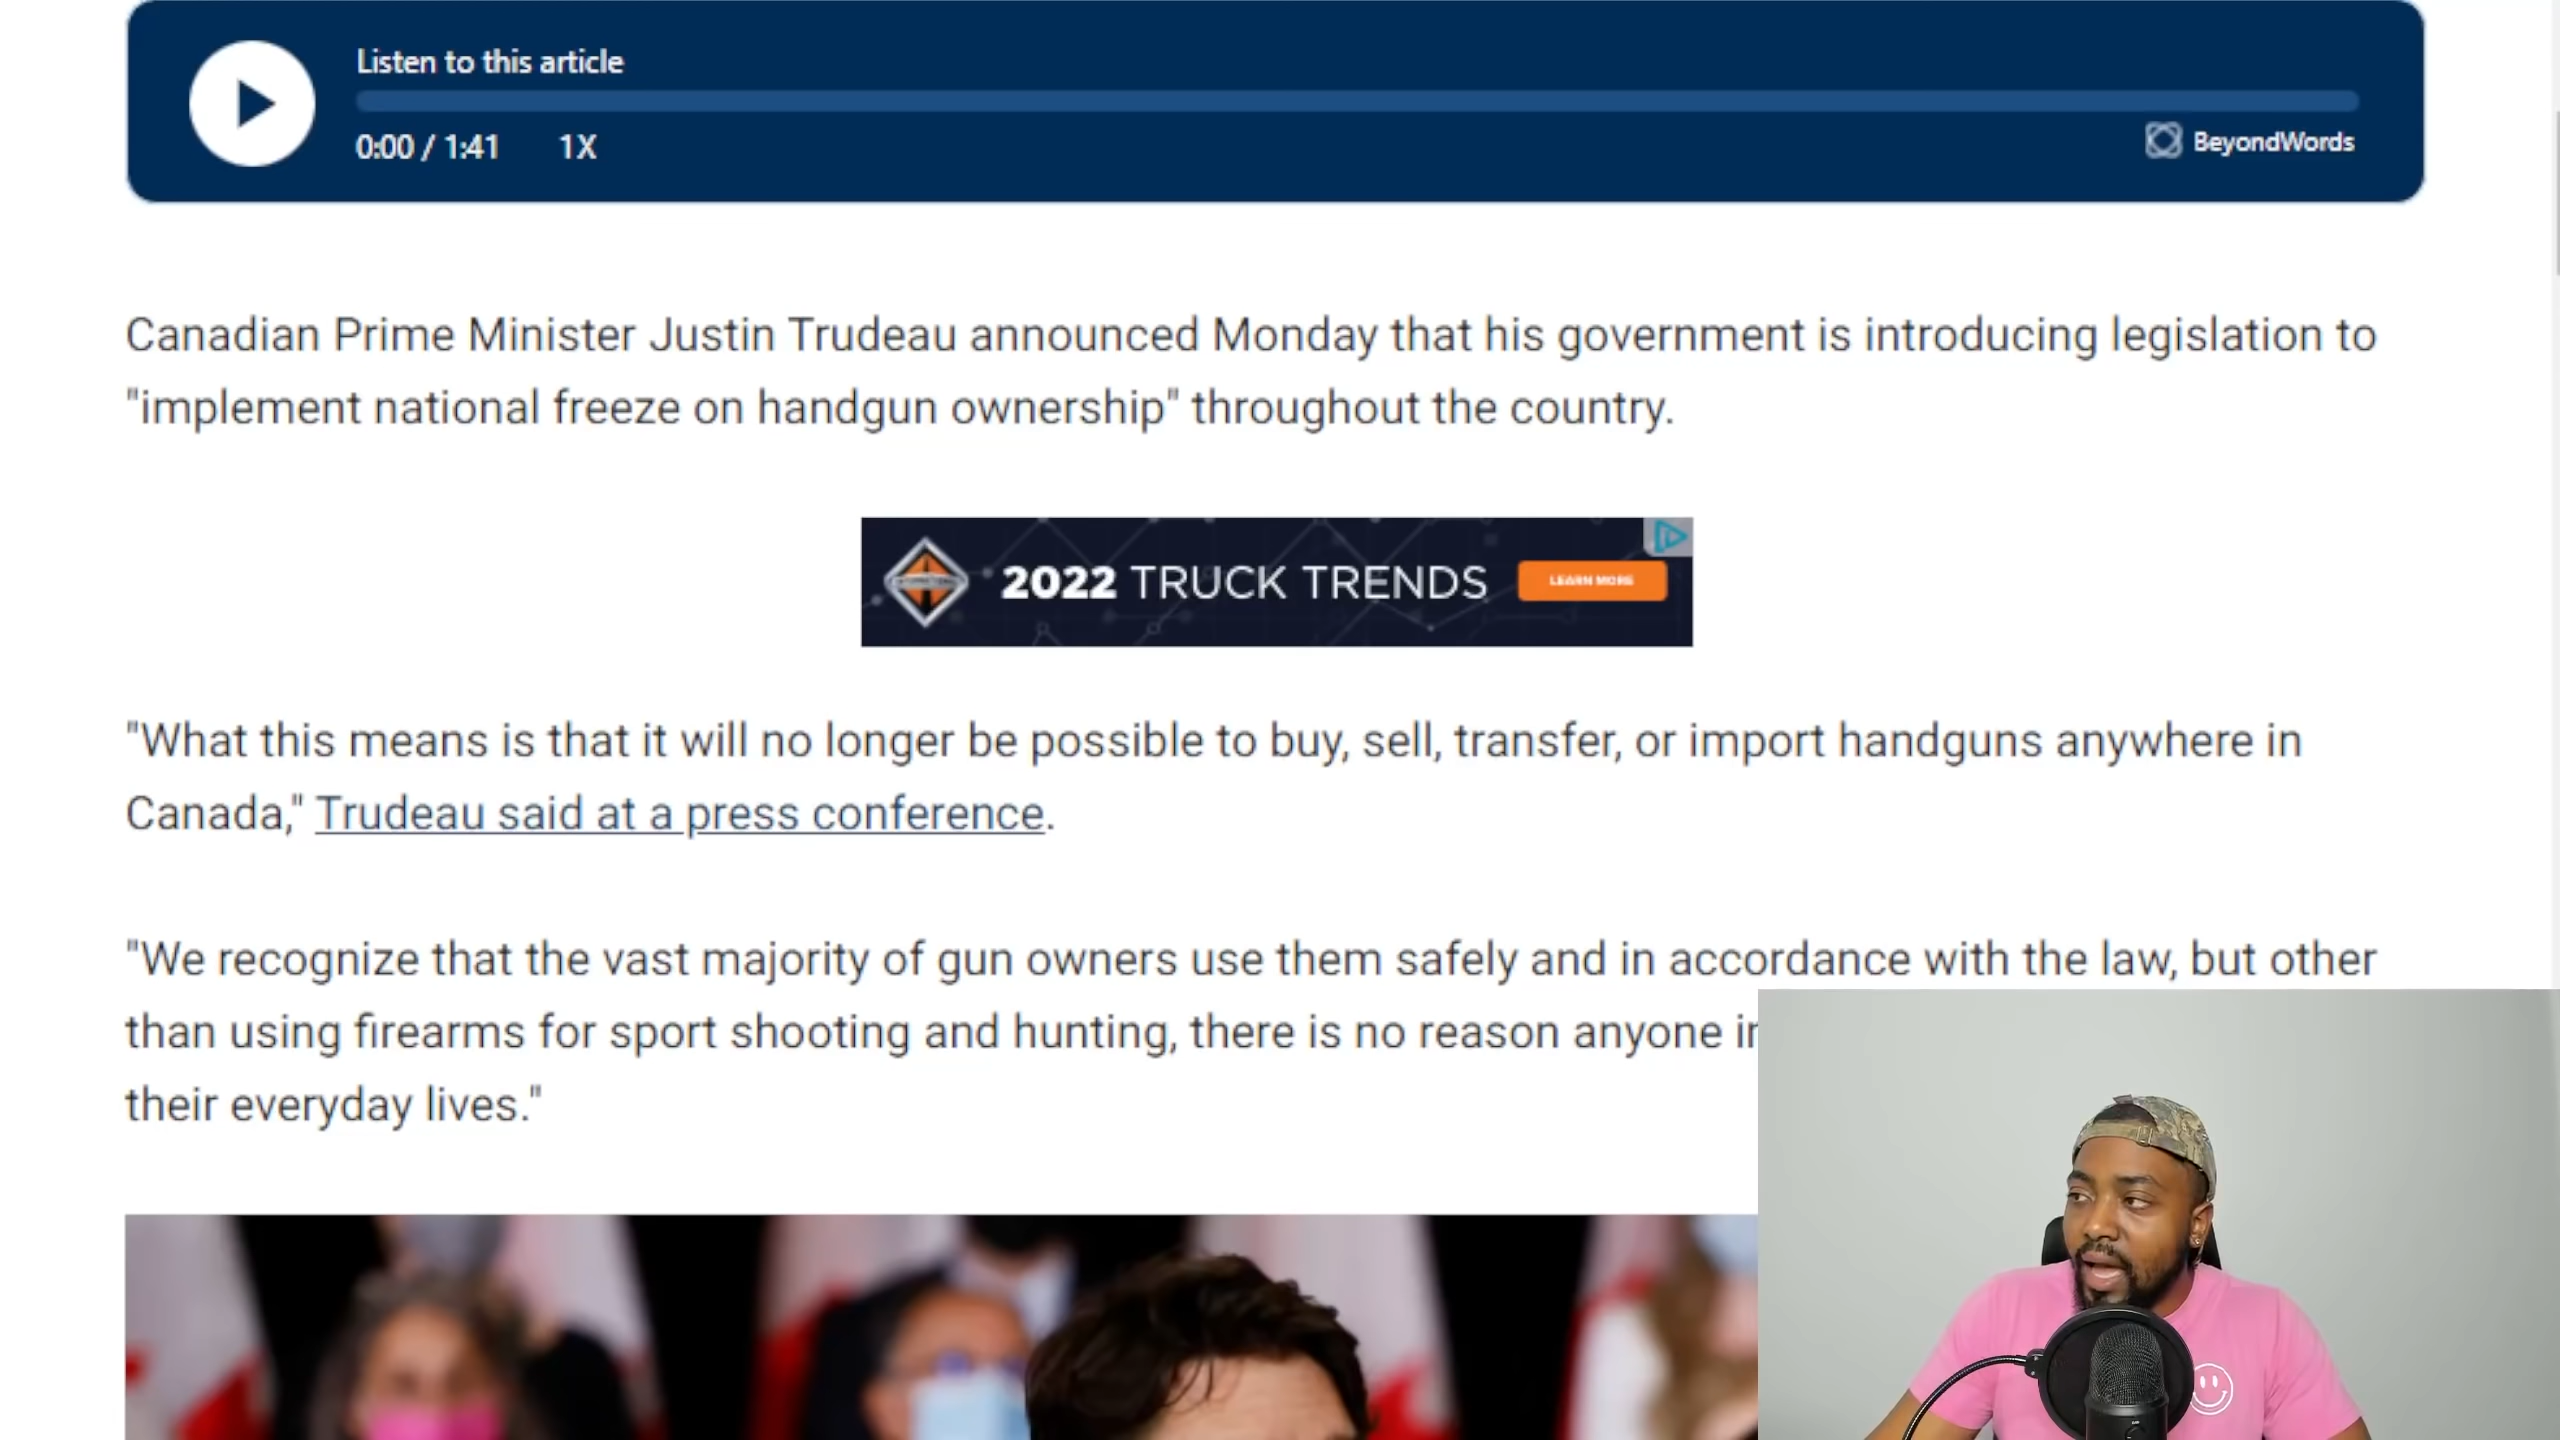 Listen to this article
0:00 / 1:41 1X
BeyondWords
Canadian Prime Minister Justin Trudeau announced Monday that his government is introducing legislation to
"implement national freeze on handgun ownership" throughout the country.
2022 TRUCK TRENDS
LEARN MORE
"What this means is that it will no longer be possible to buy, sell, transfer, or import handguns anywhere in
Canada," Trudeau said at a press conference.
"We recognize that the vast majority of gun owners use them safely and in accordance with the law, but other
than using firearms for sport shooting and hunting, there is no reason anyone
their everyday lives."